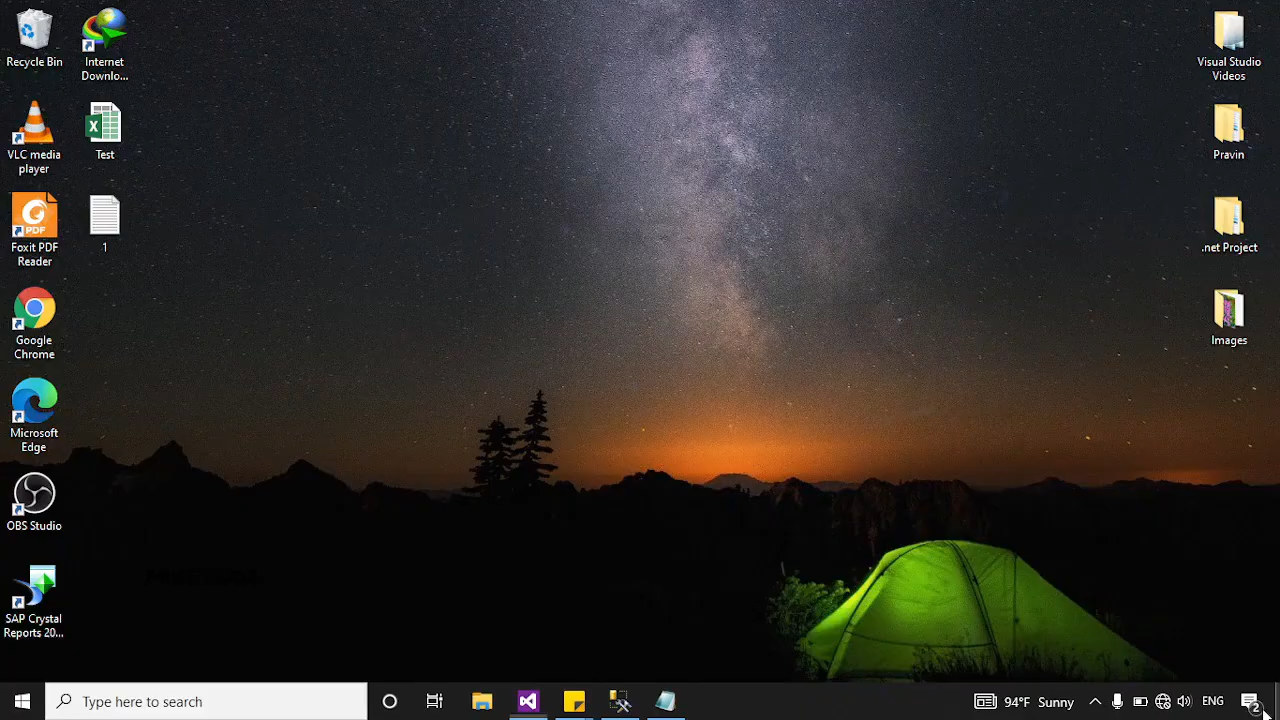 Recycle Bin
Internet
Downlo...
VLC media
player
Test
Foxit PDF
Reader
PDF
1
Google
Chrome
Microsoft
Edge
OBS Studio
SAP Crystal
Reports 20...
Visual Studio
Videos
Pravin
.net Project
Images
Type here to search
Sunny
ENG
2